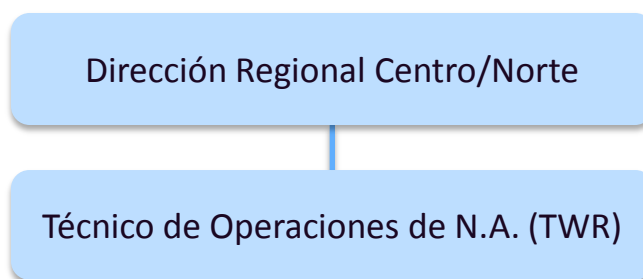 Dirección Regional Centro/Norte
Técnico de Operaciones de N.A. (TWR)